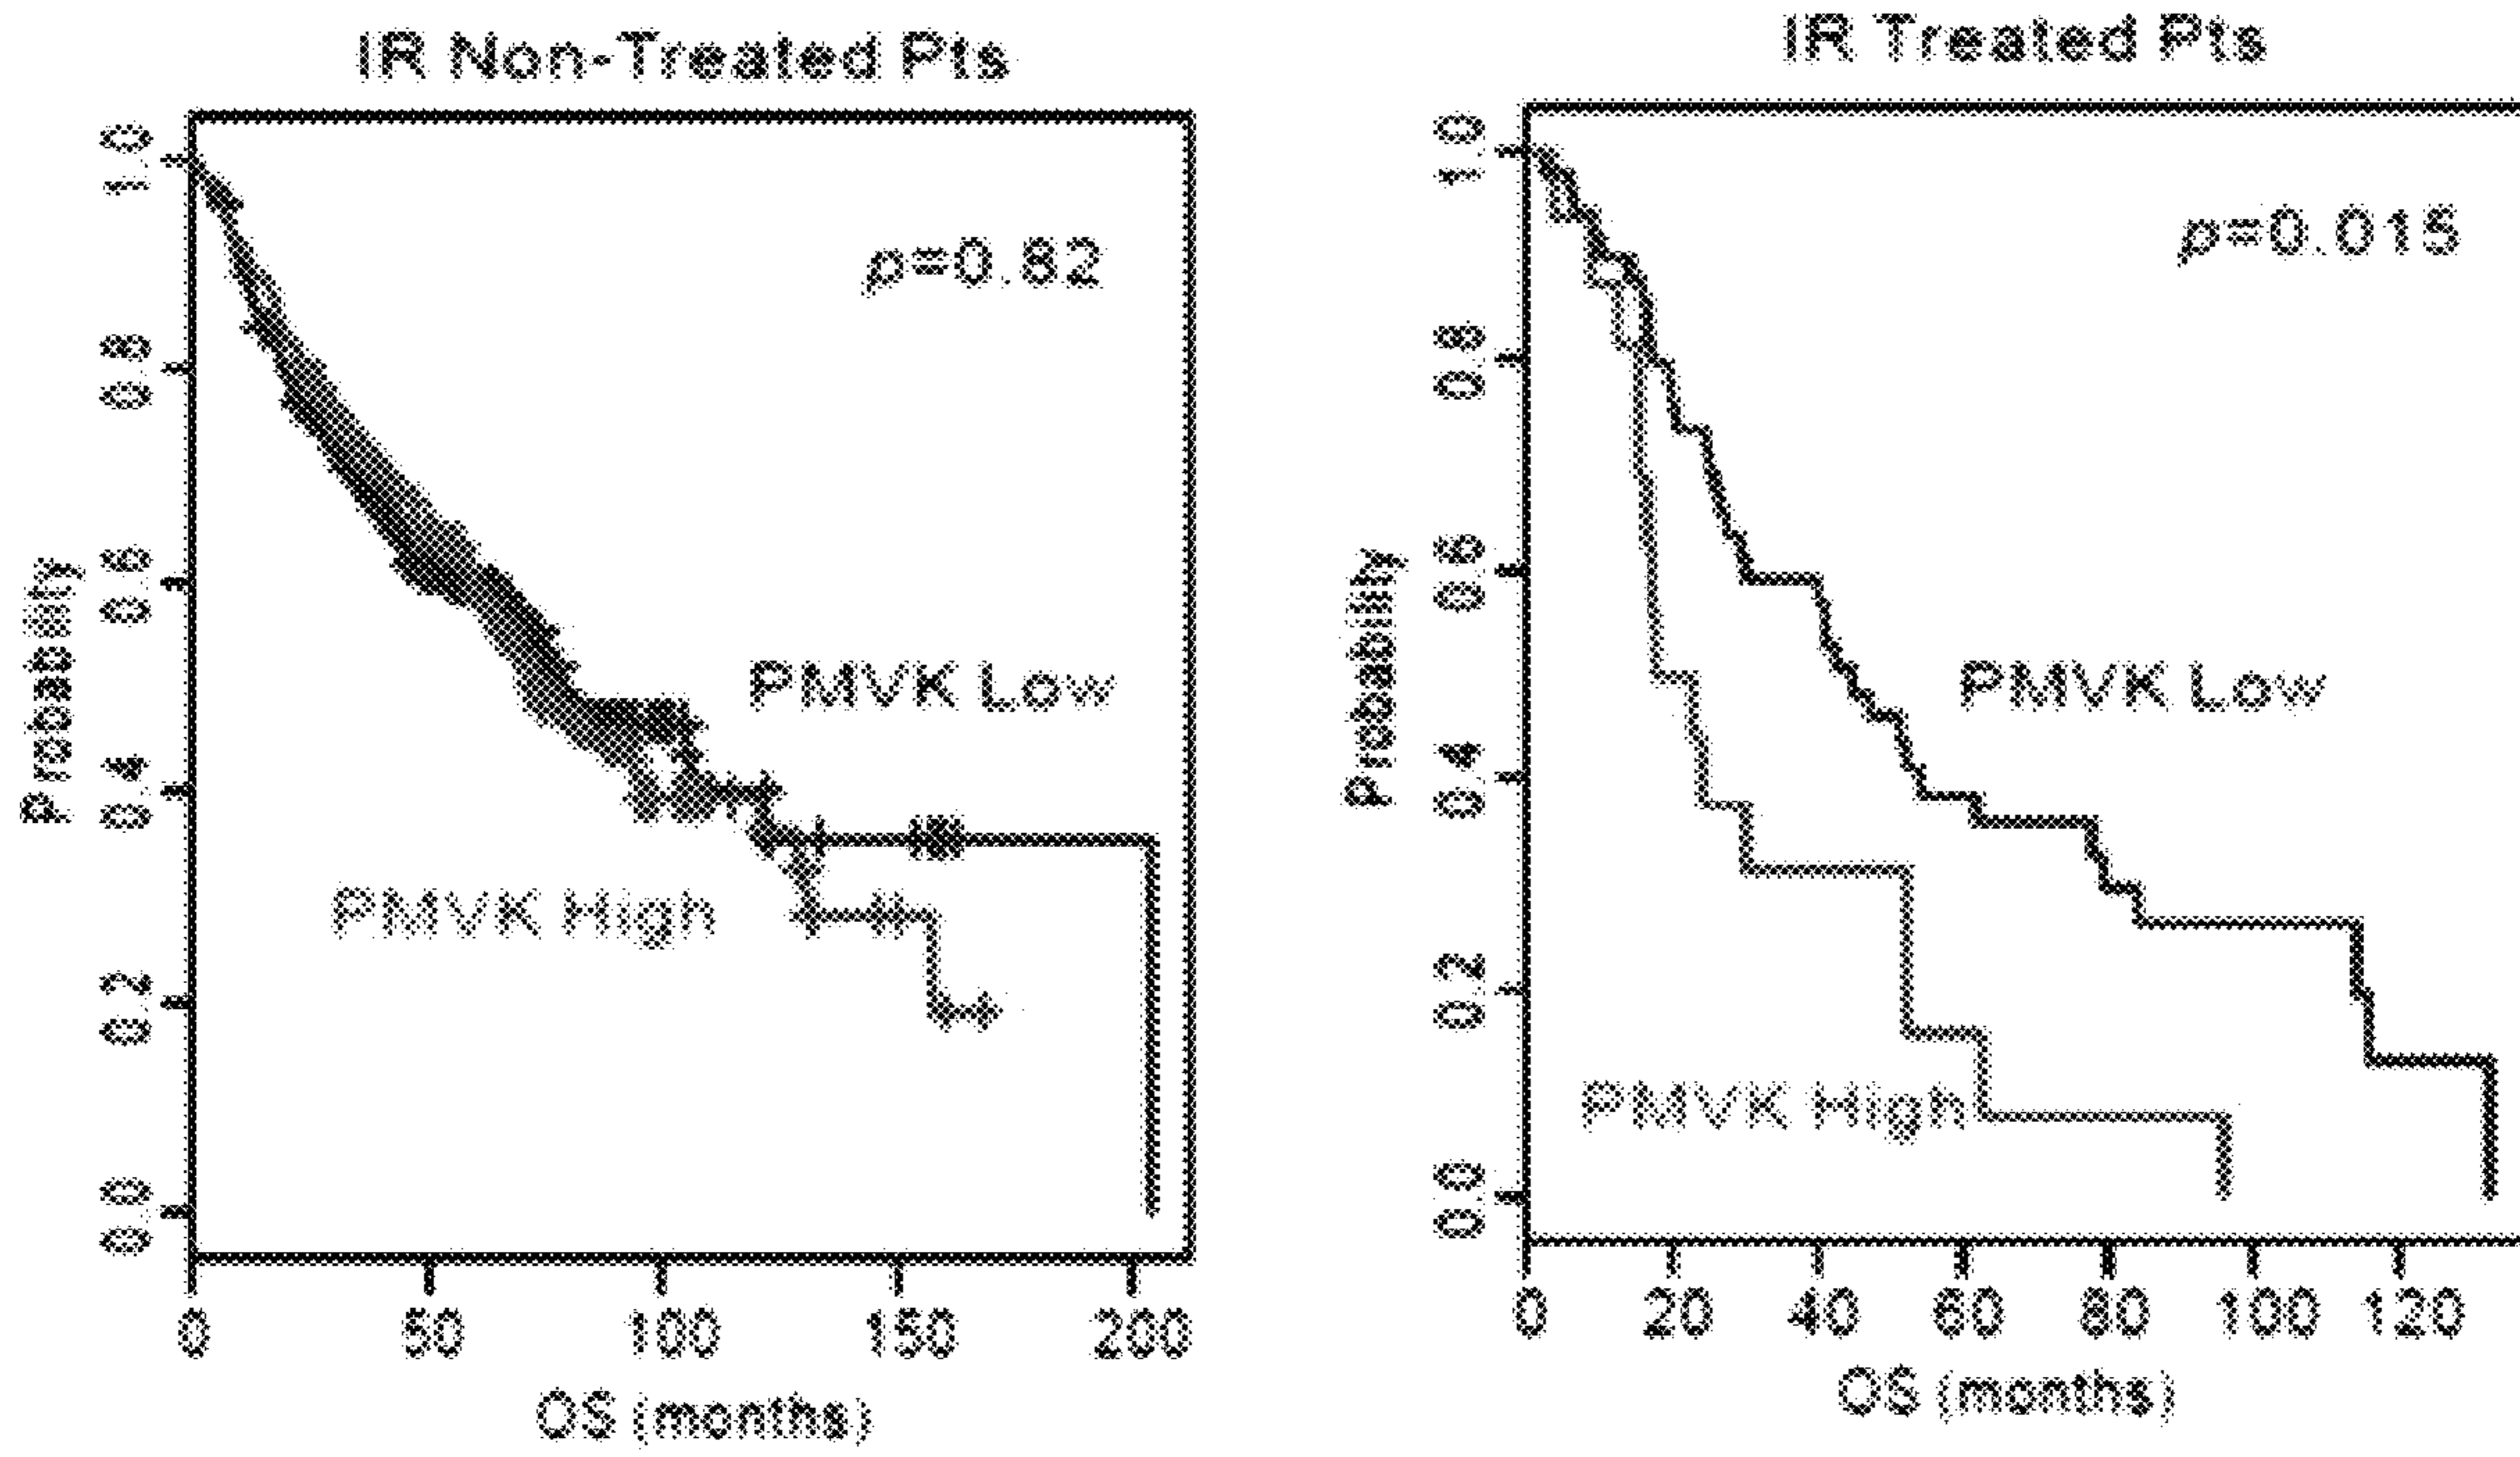 IR Non-Treated Pts
p=0.82
PMVK Low
PMVK High
Probability
1.0
0.8
0.6
0.4
0.2
0.0
0
50
100
150
200
OS (months)
IR Treated Pts
p=0.015
PMVK Low
PMVK High
Probability
1.0
0.8
0.6
0.4
0.2
0.0
0
20
40
60
80
100
120
OS (months)